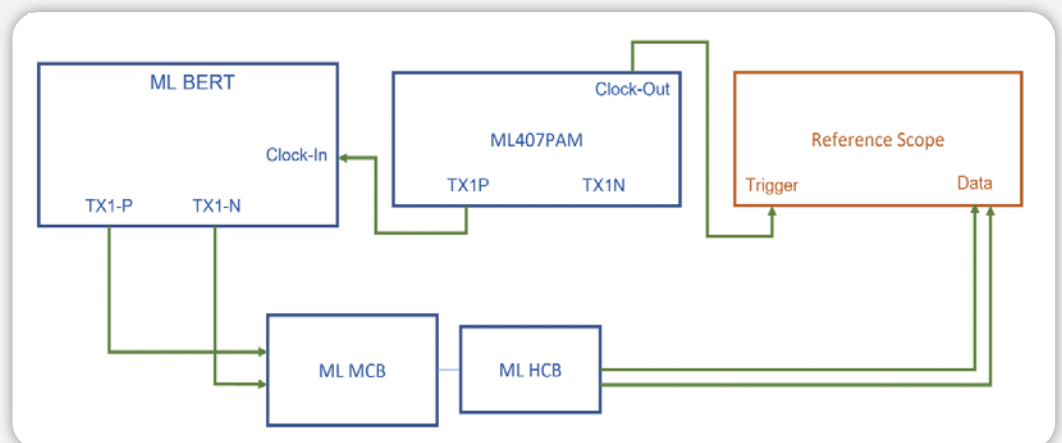 ML BERT
Clock-In
TX1-P TX1-N
Clock-Out
ML407PAM
TX1P TX1N
Reference Scope
Trigger Data
ML MCB
ML HCB